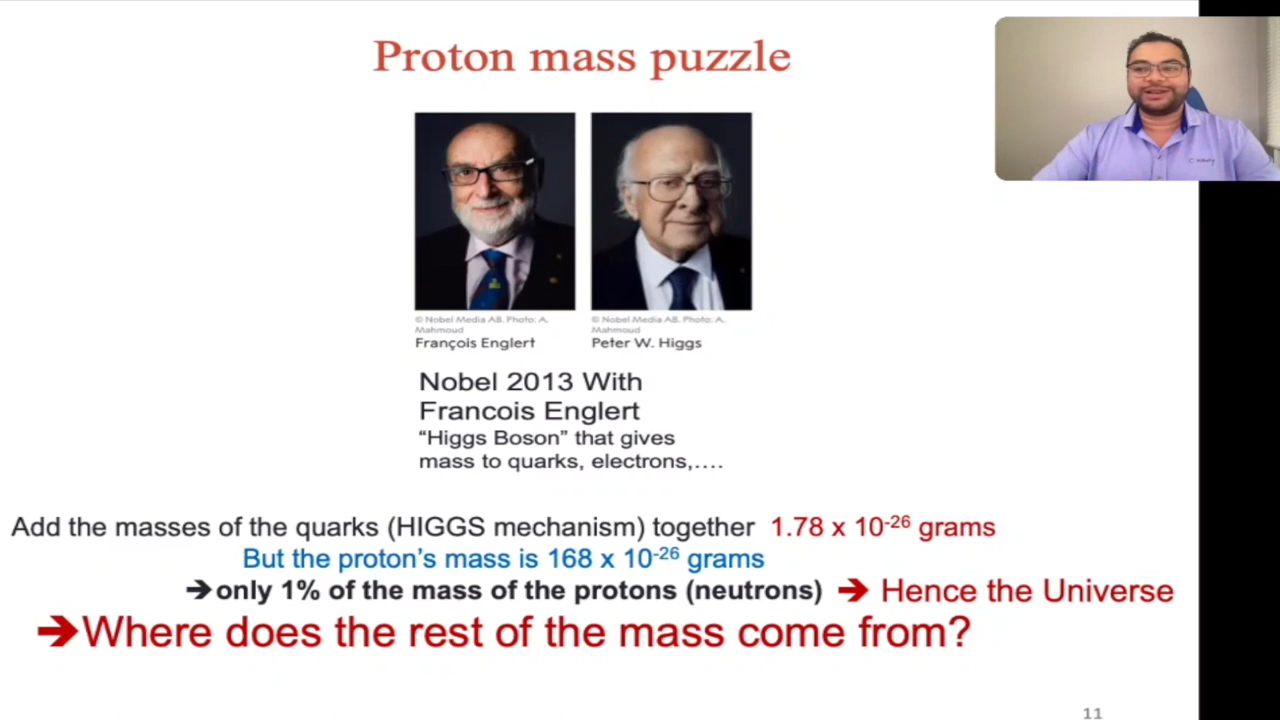 Proton mass puzzle
© Nobel Media AB. Photo: A.
Mahmoud
François Englert
© Nobel Media AB. Photo: A.
Mahmoud
Peter W. Higgs
Nobel 2013 With
Francois Englert
“Higgs Boson” that gives
mass to quarks, electrons,....
Add the masses of the quarks (HIGGS mechanism) together 1.78 x 10⁻²⁶ grams
But the proton’s mass is 168 x 10⁻²⁶ grams
➔only 1% of the mass of the protons (neutrons) ➔ Hence the Universe
➔Where does the rest of the mass come from?
11